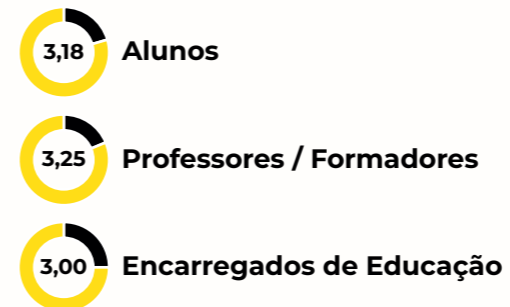 3,18 Alunos
3,25 Professores / Formadores
3,00 Encarregados de Educação